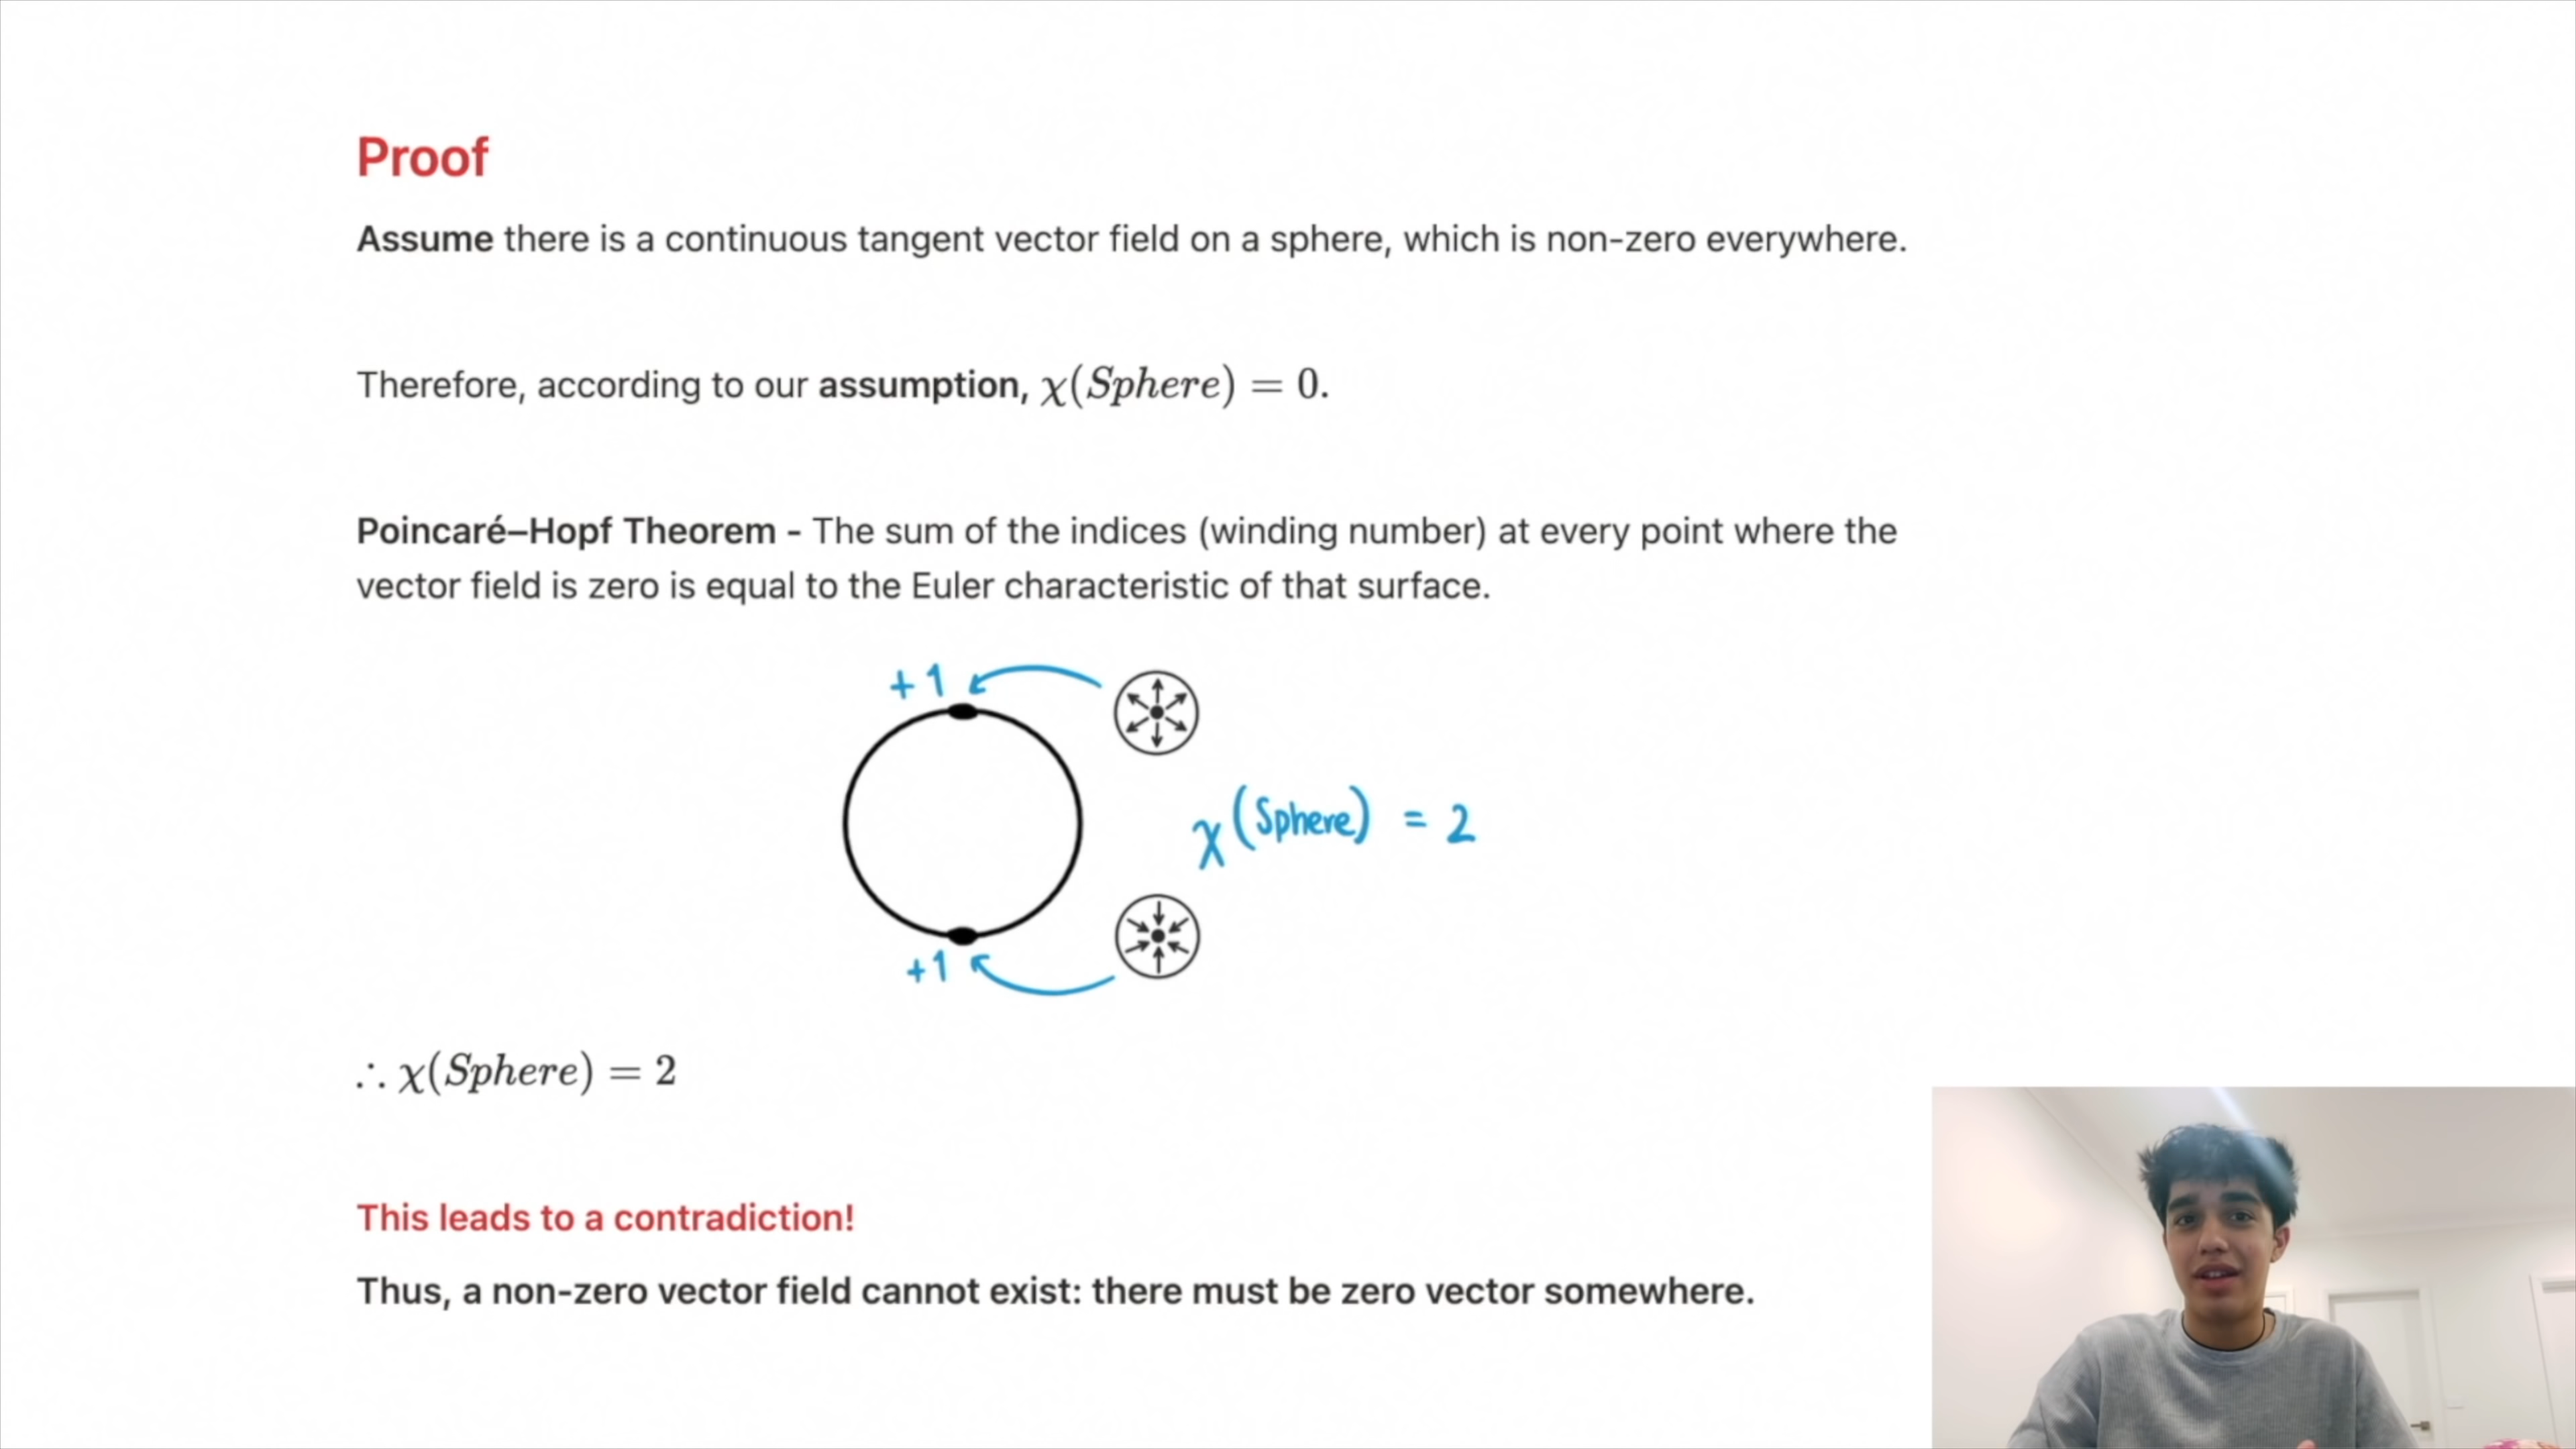 Proof
Assume there is a continuous tangent vector field on a sphere, which is non-zero everywhere.
Therefore, according to our assumption, χ(Sphere) = 0.
Poincaré–Hopf Theorem - The sum of the indices (winding number) at every point where the
vector field is zero is equal to the Euler characteristic of that surface.
+1
χ(Sphere) = 2
+1
∴ χ(Sphere) = 2
This leads to a contradiction!
Thus, a non-zero vector field cannot exist: there must be zero vector somewhere.